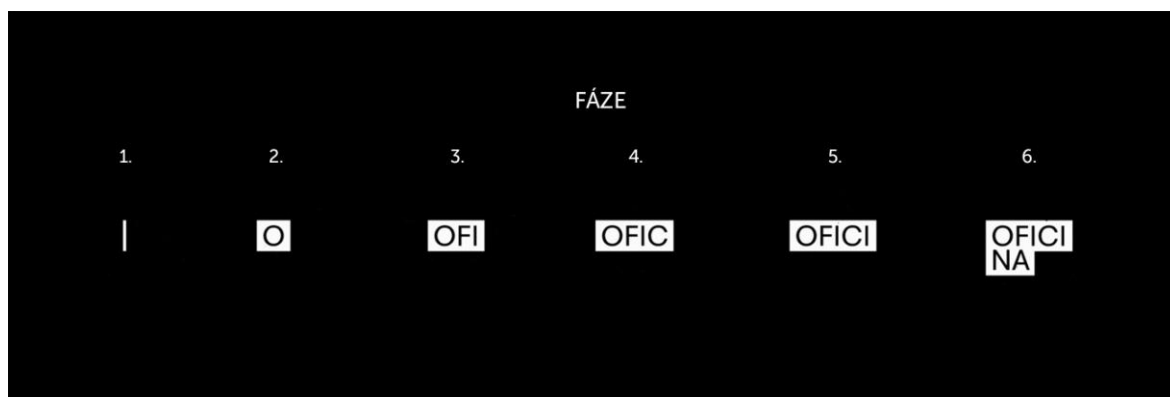 FÁZE
1. 2. 3. 4. 5. 6.
| O OFI OFIC OFICI OFICI
NA